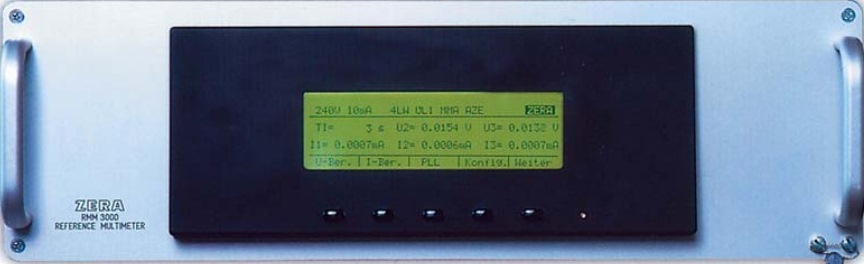 240V 10mA 4LW UL1 MMA AZE ZERA
TI= 3 s U2= 0.0154 V U3= 0.0132 V
I1= 0.0007mA I2= 0.0006mA I3= 0.0007mA
U-Ber. I-Ber. PLL Konfig. Weiter
ZERA
RMM 3000
REFERENCE MULTIMETER